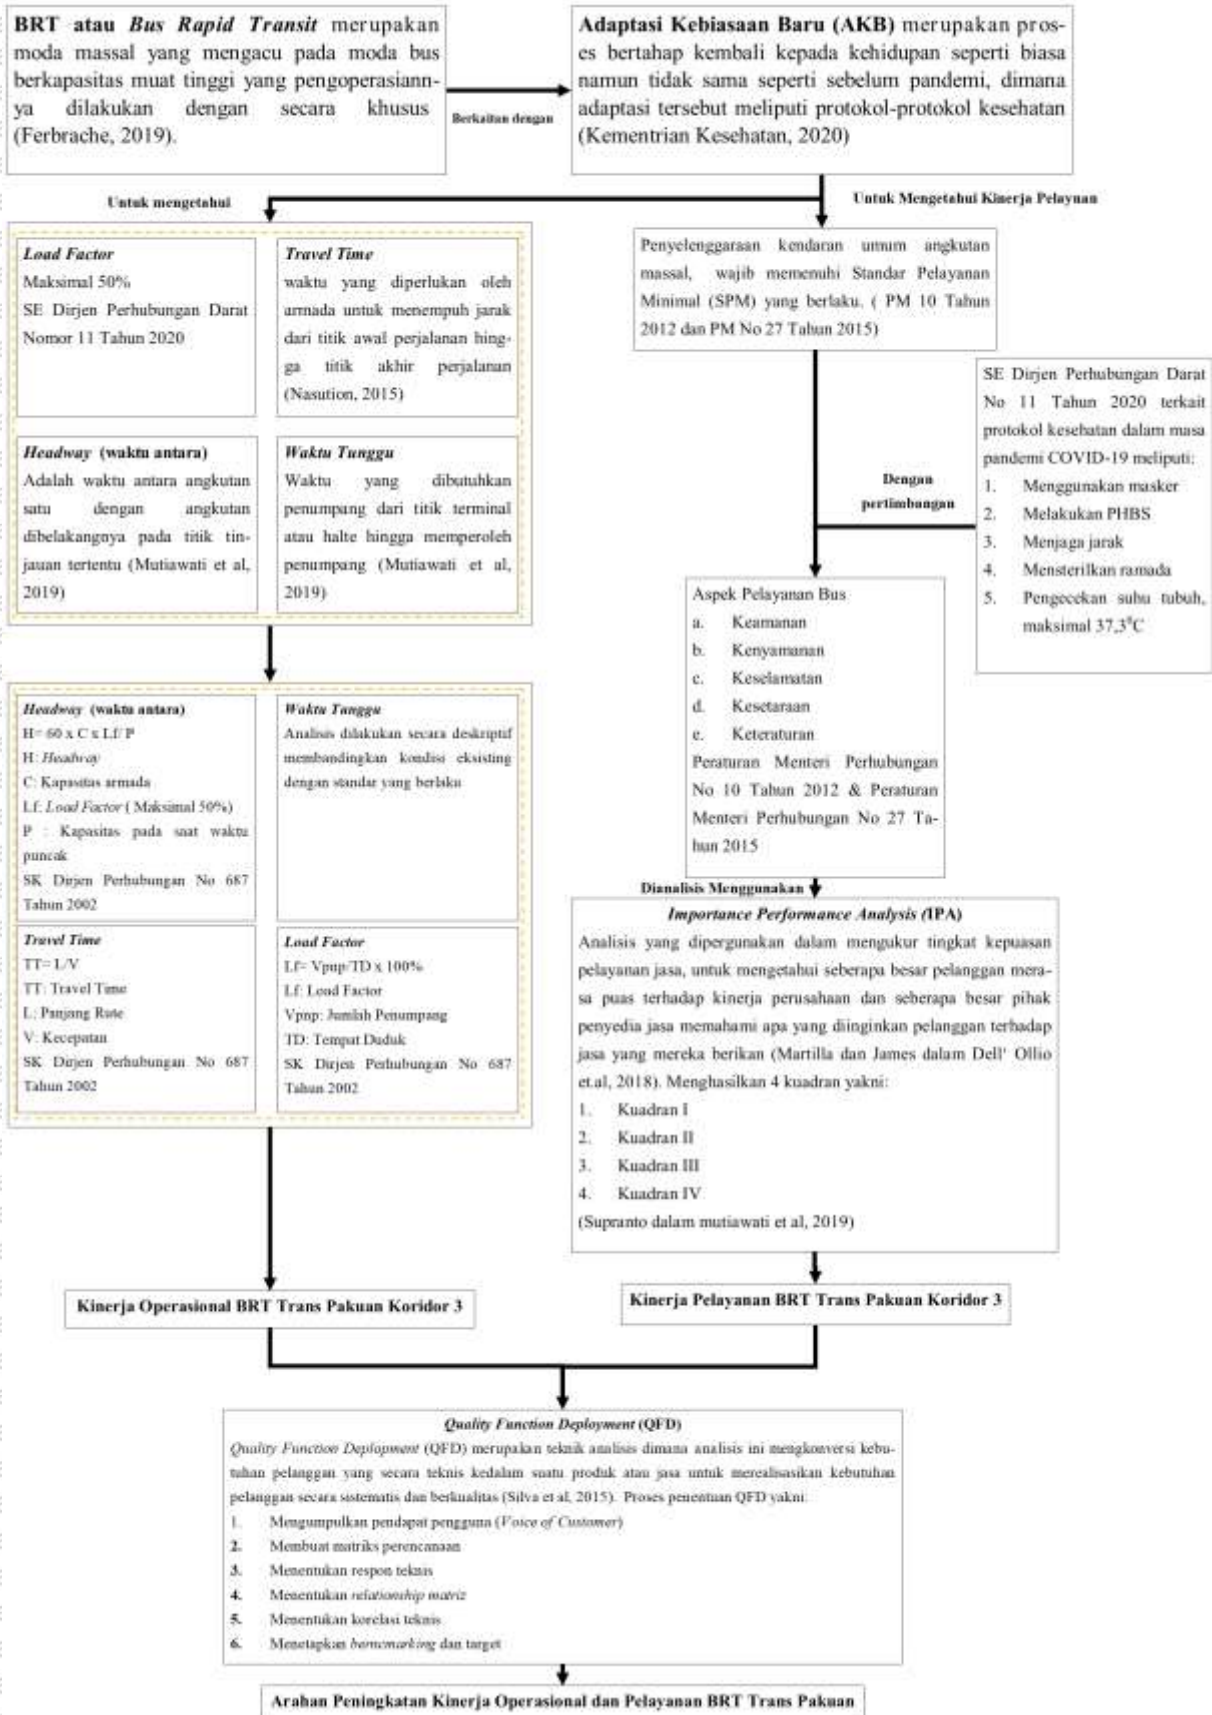 BRT atau Bus Rapid Transit merupakan
moda massal yang mengacu pada moda bus
berkapasitas muat tinggi yang pengoperasiann-
ya dilakukan dengan secara khusus
(Ferbrache, 2019).
Berkaitan dengan
Adaptasi Kebiasaan Baru (AKB) merupakan pros-
es bertahap kembali kepada kehidupan seperti biasa
namun tidak sama seperti sebelum pandemi, dimana
adaptasi tersebut meliputi protokol-protokol kesehatan
(Kementrian Kesehatan, 2020)
Untuk mengetahui
Untuk Mengetahui Kinerja Pelaynan
Load Factor
Maksimal 50%
SE Dirjen Perhubungan Darat
Nomor 11 Tahun 2020
Travel Time
waktu yang diperlukan oleh
armada untuk menempuh jarak
dari titik awal perjalanan hing-
ga titik akhir perjalanan
(Nasution, 2015)
Headway (waktu antara)
Adalah waktu antara angkutan
satu dengan angkutan
dibelakangnya pada titik tin-
jauan tertentu (Mutiawati et al,
2019)
Waktu Tunggu
Waktu yang dibutuhkan
penumpang dari titik terminal
atau halte hingga memperoleh
penumpang (Mutiawati et al,
2019)
Penyelenggaraan kendaran umum angkutan
massal, wajib memenuhi Standar Pelayanan
Minimal (SPM) yang berlaku. ( PM 10 Tahun
2012 dan PM No 27 Tahun 2015)
SE Dirjen Perhubungan Darat
No 11 Tahun 2020 terkait
protokol kesehatan dalam masa
pandemi COVID-19 meliputi:
1. Menggunakan masker
2. Melakukan PHBS
3. Menjaga jarak
4. Mensterilkan ramada
5. Pengecekan suhu tubuh,
maksimal 37,3⁰C
Dengan
pertimbangan
Aspek Pelayanan Bus
a. Keamanan
b. Kenyamanan
c. Keselamatan
d. Kesetaraan
e. Keteraturan
Peraturan Menteri Perhubungan
No 10 Tahun 2012 & Peraturan
Menteri Perhubungan No 27 Ta-
hun 2015
Headway (waktu antara)
H= 60 x C x Lf/P
H: Headway
C: Kapasitas armada
Lf: Load Factor ( Maksimal 50%)
P : Kapasitas pada saat waktu
puncak
SK Dirjen Perhubungan No 687
Tahun 2002
Waktu Tunggu
Analisis dilakukan secara deskriptif
membandingkan kondisi eksisting
dengan standar yang berlaku
Travel Time
TT= L/V
TT: Travel Time
L: Panjang Rute
V: Kecepatan
SK Dirjen Perhubungan No 687
Tahun 2002
Load Factor
Lf= Vpnp/TD x 100%
Lf: Load Factor
Vpnp: Jumlah Penumpang
TD: Tempat Duduk
SK Dirjen Perhubungan No 687
Tahun 2002
Dianalisis Menggunakan
Importance Performance Analysis (IPA)
Analisis yang dipergunakan dalam mengukur tingkat kepuasan
pelayanan jasa, untuk mengetahui seberapa besar pelanggan mera-
sa puas terhadap kinerja perusahaan dan seberapa besar pihak
penyedia jasa memahami apa yang diinginkan pelanggan terhadap
jasa yang mereka berikan (Martilla dan James dalam Dell' Ollio
et.al, 2018). Menghasilkan 4 kuadran yakni:
1. Kuadran I
2. Kuadran II
3. Kuadran III
4. Kuadran IV
(Supranto dalam mutiawati et al, 2019)
Kinerja Operasional BRT Trans Pakuan Koridor 3
Kinerja Pelayanan BRT Trans Pakuan Koridor 3
Quality Function Deployment (QFD)
Quality Function Deplopment (QFD) merupakan teknik analisis dimana analisis ini mengkonversi kebu-
tuhan pelanggan yang secara teknis kedalam suatu produk atau jasa untuk merealisasikan kebutuhan
pelanggan secara sistematis dan berkualitas (Silva et al, 2015). Proses penentuan QFD yakni:
1. Mengumpulkan pendapat pengguna (Voice of Customer)
2. Membuat matriks perencanaan
3. Menentukan respon teknis
4. Menentukan relationship matriz
5. Menentukan korelasi teknis
6. Menetapkan bencmarking dan target
Arahan Peningkatan Kinerja Operasional dan Pelayanan BRT Trans Pakuan